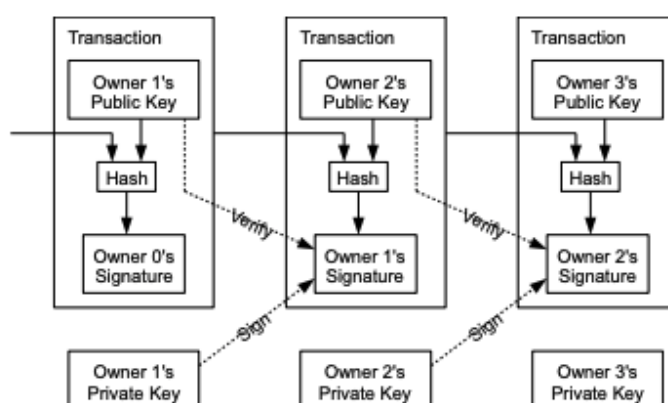 Transaction
Transaction
Transaction
Owner 1's
Public Key
Owner 2's
Public Key
Owner 3's
Public Key
Hash
Hash
Hash
Verify
Verify
Owner 0's
Signature
Owner 1's
Signature
Owner 2's
Signature
Sign
Sign
Owner 1's
Private Key
Owner 2's
Private Key
Owner 3's
Private Key